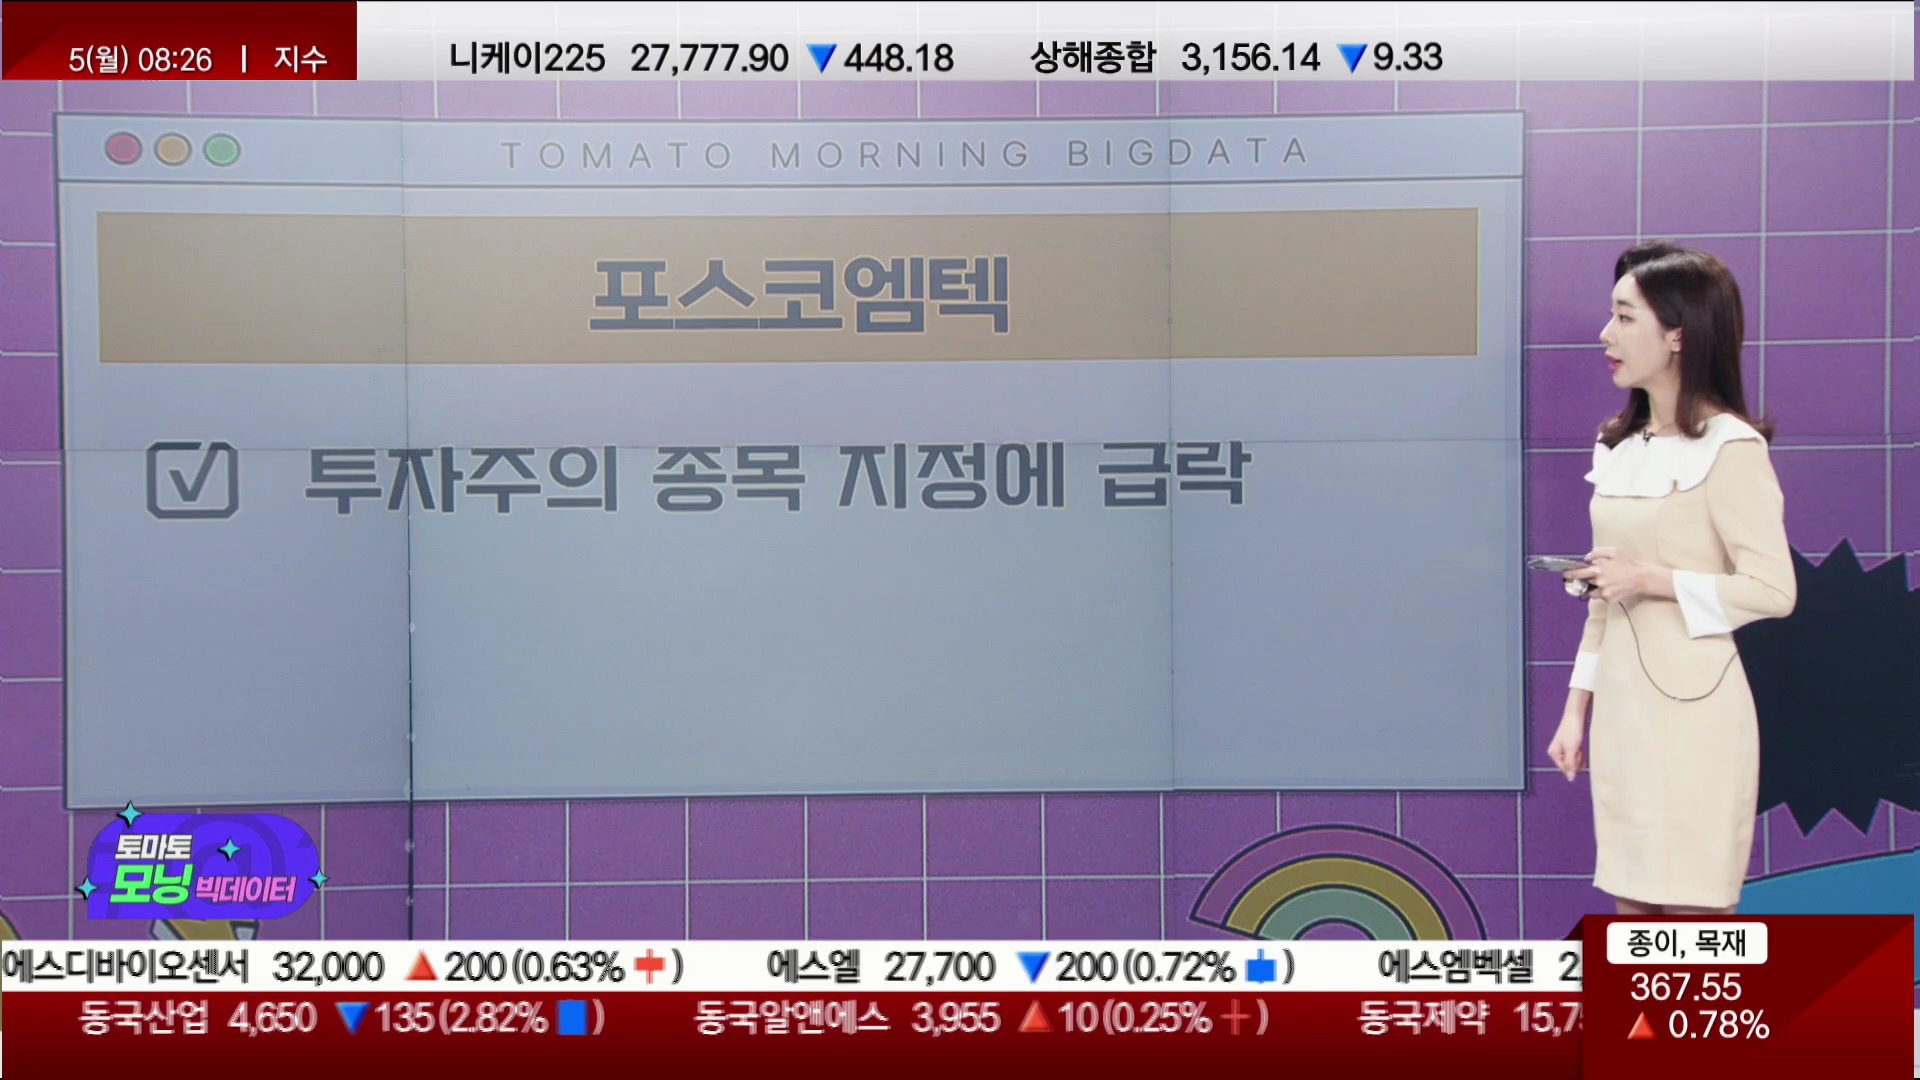 5(월) 08:26 | 지수
니케이225 27,777.90 ▼448.18 상해종합 3,156.14 ▼9.33
TOMATO MORNING BIGDATA
포스코엠텍
투자주의 종목 지정에 급락
토마토
모닝 빅데이터
에스디바이오센서 32,000 ▲200(0.63%) 에스엘 27,700 ▼200(0.72%) 에스엠벡셀
동국산업 4,650 ▼135(2.82%) 동국알앤에스 3,955 ▲10(0.25%) 동국제약
종이, 목재
367.55
▲ 0.78%